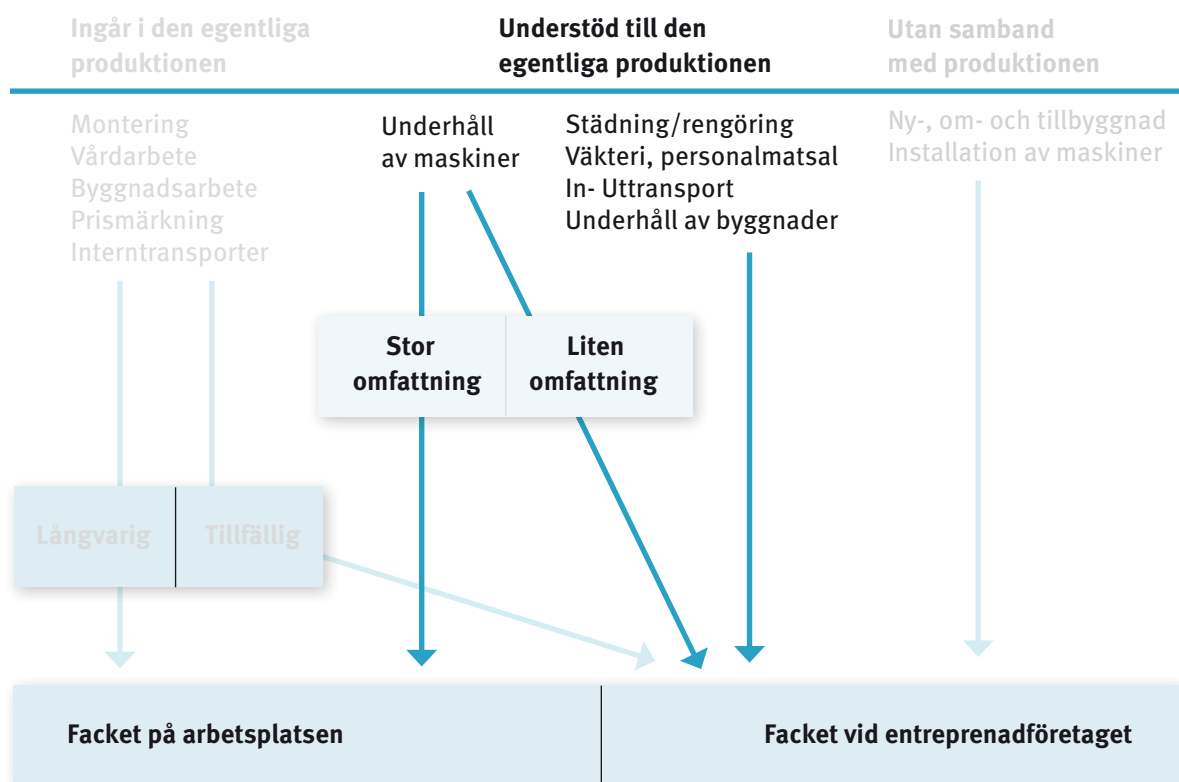 Ingår i den egentliga
produktionen
Understöd till den
egentliga produktionen
Utan samband
med produktionen
Montering
Vårdarbete
Byggnadsarbete
Prismärkning
Interntransporter
Underhåll
av maskiner
Städning/rengöring
Väkteri, personalmatsal
In- Uttransport
Underhåll av byggnader
Ny-, om- och tillbyggnad
Installation av maskiner
Stor
omfattning
Liten
omfattning
Långvarig
Tillfällig
Facket på arbetsplatsen
Facket vid entreprenadföretaget